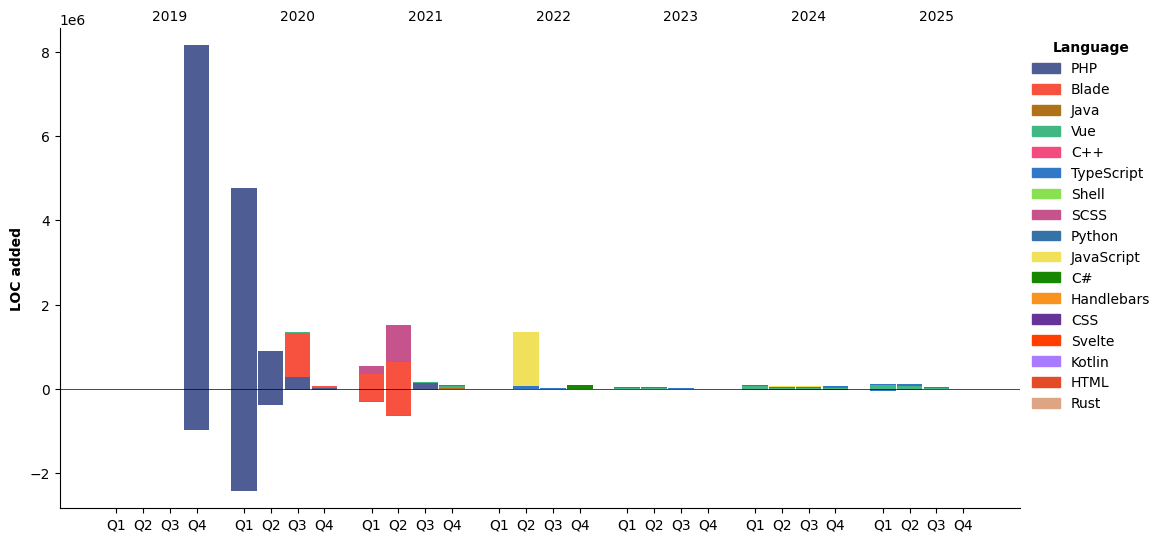 1e6
2019 2020 2021 2022 2023 2024 2025
Language
PHP
Blade
Java
Vue
C++
TypeScript
Shell
SCSS
Python
JavaScript
C#
Handlebars
CSS
Svelte
Kotlin
HTML
Rust
LOC added
8
6
4
2
0
−2
Q1 Q2 Q3 Q4 Q1 Q2 Q3 Q4 Q1 Q2 Q3 Q4 Q1 Q2 Q3 Q4 Q1 Q2 Q3 Q4 Q1 Q2 Q3 Q4 Q1 Q2 Q3 Q4